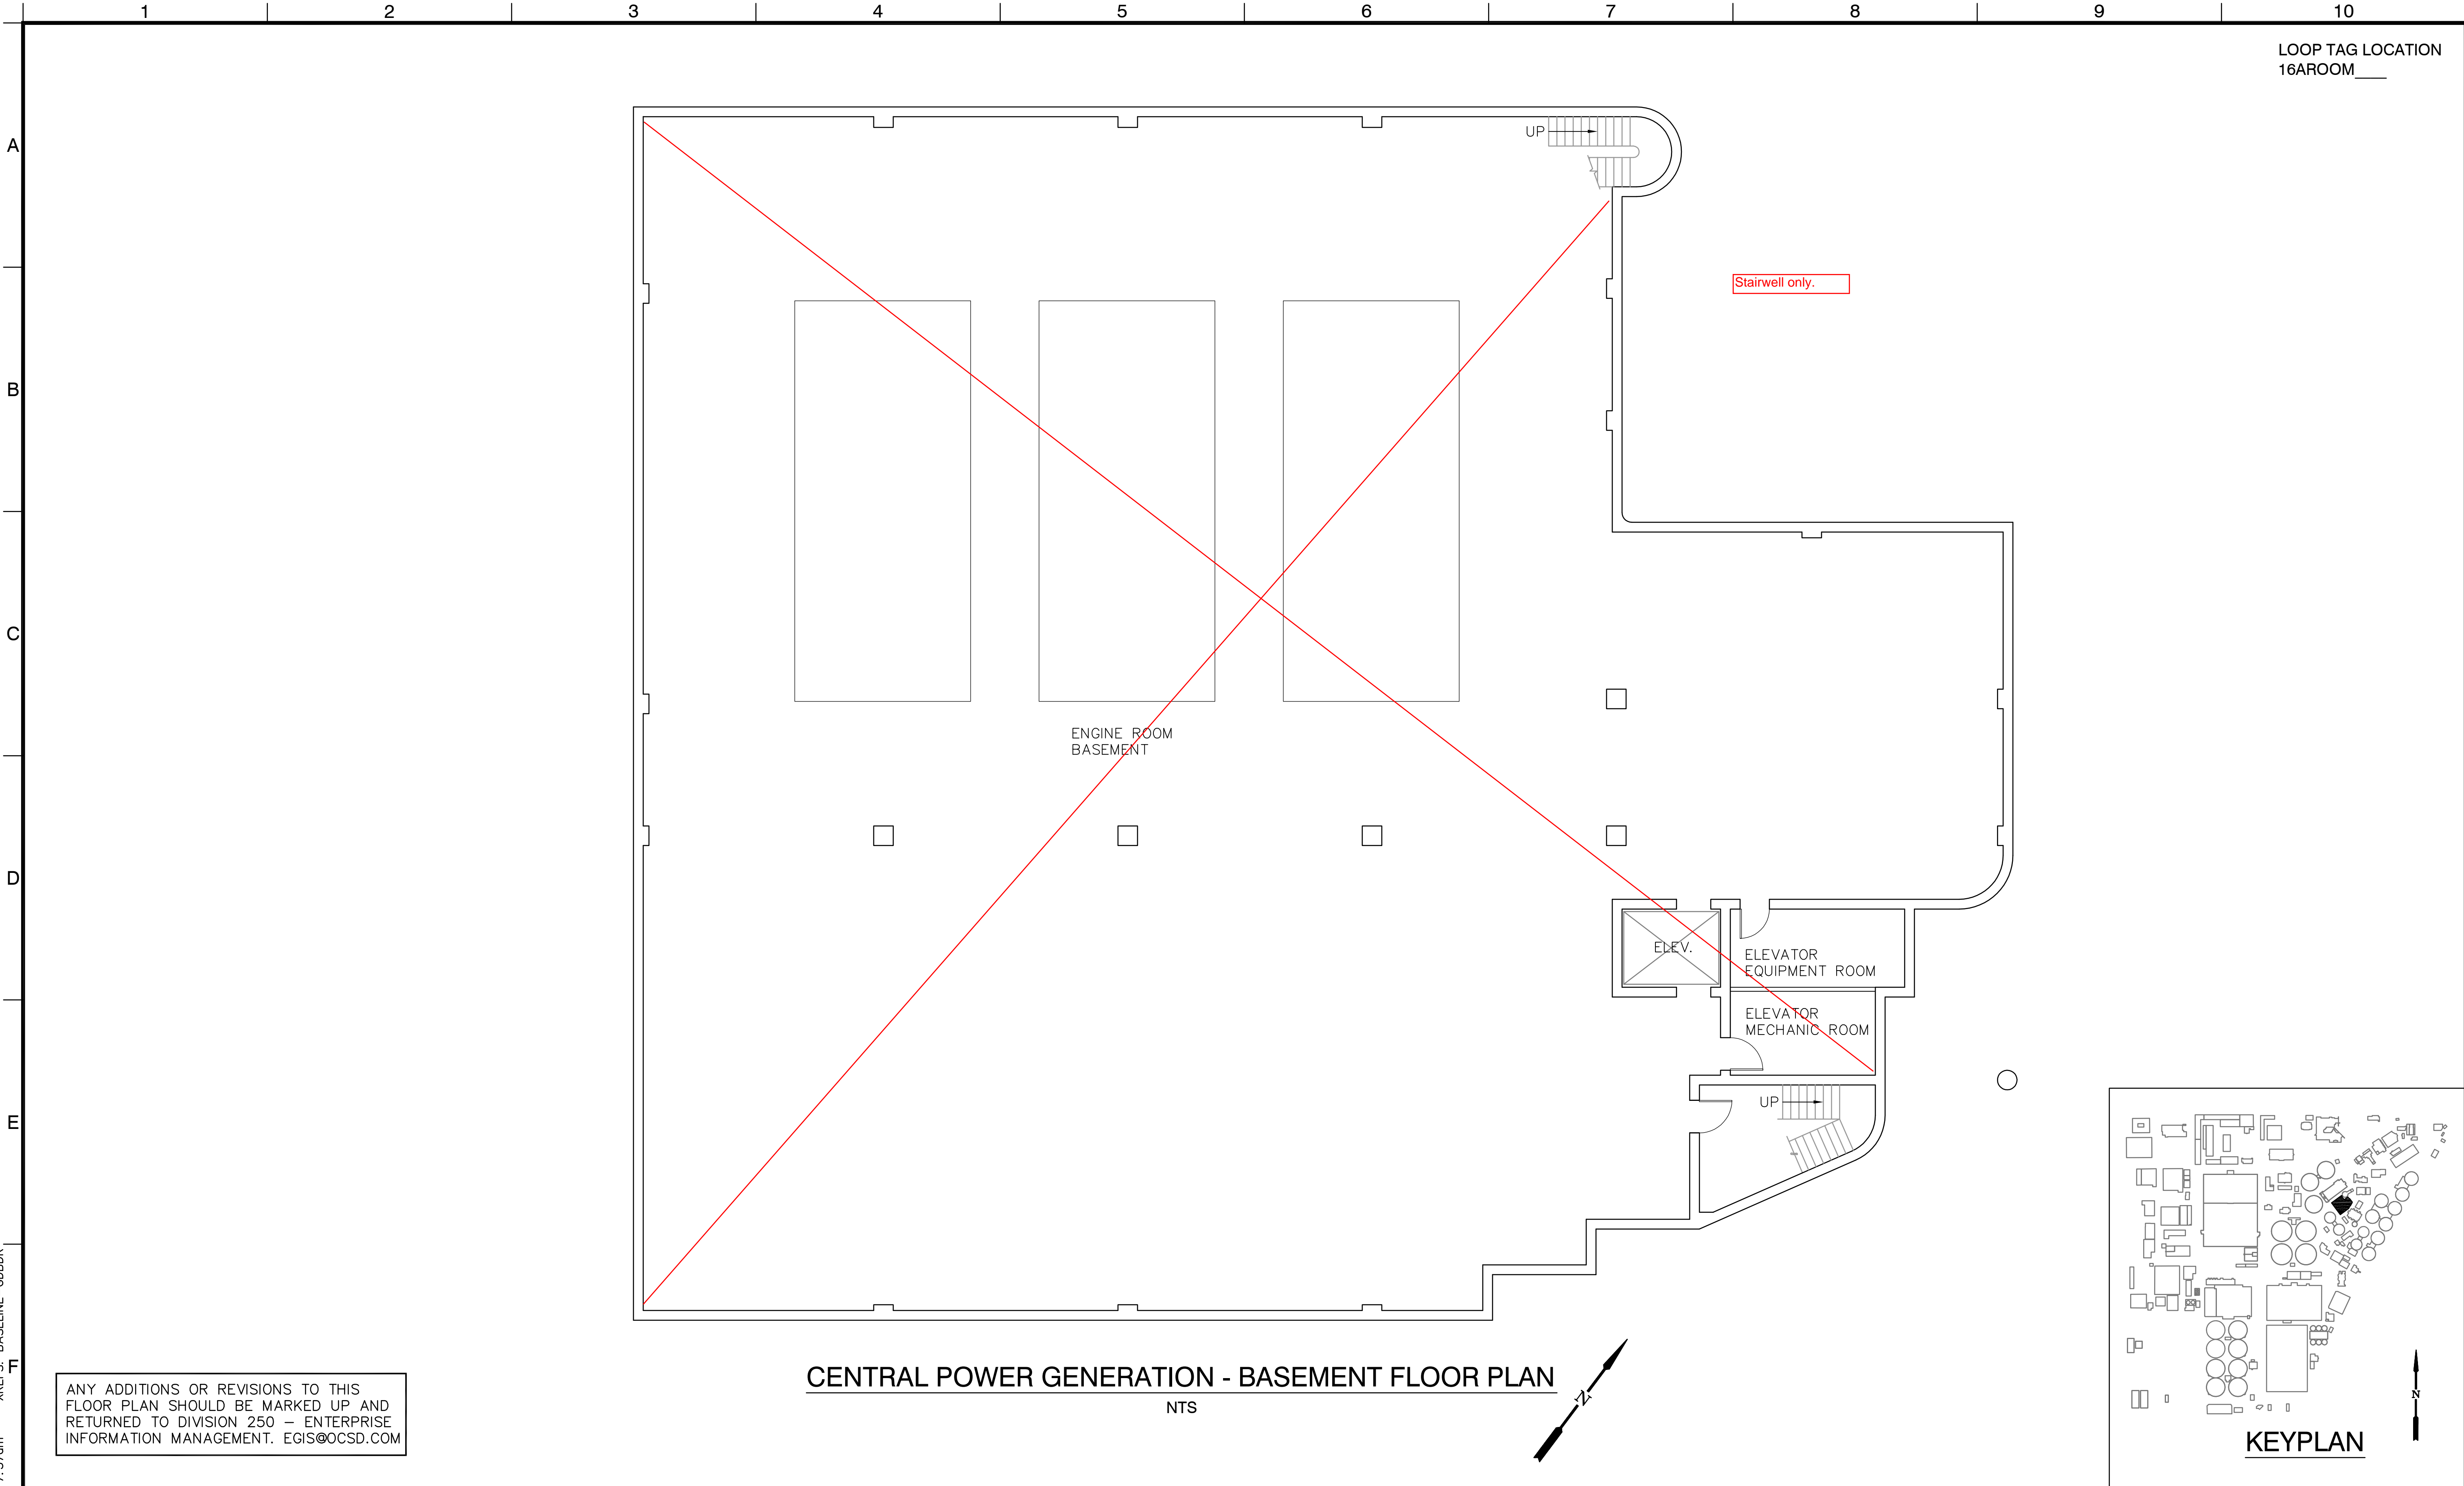 1 2 3 4 5 6 7 8 9 10
LOOP TAG LOCATION
16AROOM____
A
UP
Stairwell only.
B
C
ENGINE ROOM
BASEMENT
D
ELEV.
ELEVATOR
EQUIPMENT ROOM
ELEVATOR
MECHANIC ROOM
E
UP
F
CENTRAL POWER GENERATION - BASEMENT FLOOR PLAN
NTS
N
ANY ADDITIONS OR REVISIONS TO THIS
FLOOR PLAN SHOULD BE MARKED UP AND
RETURNED TO DIVISION 250 – ENTERPRISE
INFORMATION MANAGEMENT. EGIS@OCSD.COM
N
KEYPLAN